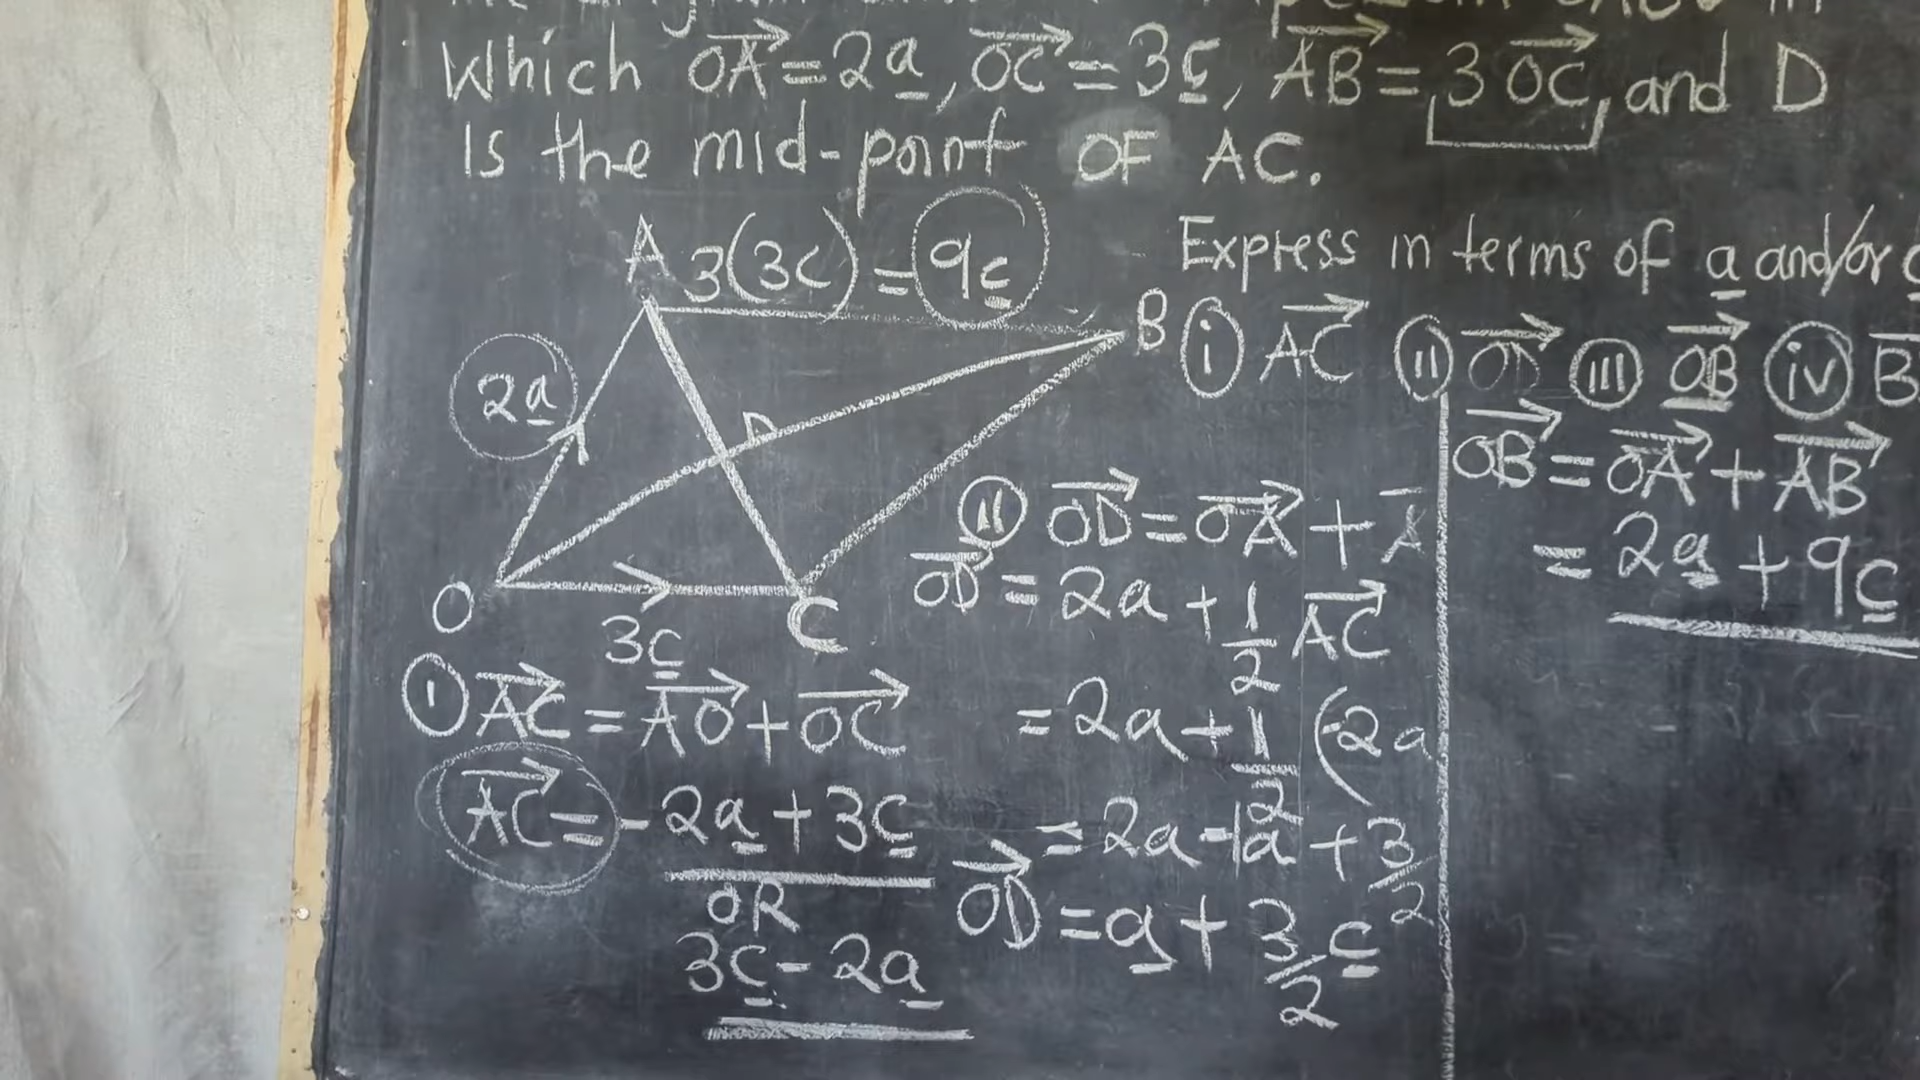 Which OA = 2a, OC = 3c, AB = 3 OC, and D
Is the mid-point OF AC.
A 3(3c) = 9c
Express in terms of a and/or c
B
i AC ii OD iii OB iv B
2a
D
OB = OA + AB
= 2a + 9c
ii OD = OA + A
OD = 2a + 1/2 AC
O
C
3c
i AC = AO + OC
= 2a + 1/2 (-2a
AC = -2a + 3c
= 2a - 1a + 3/2
OR
OD = a + 3/2 c
3c - 2a